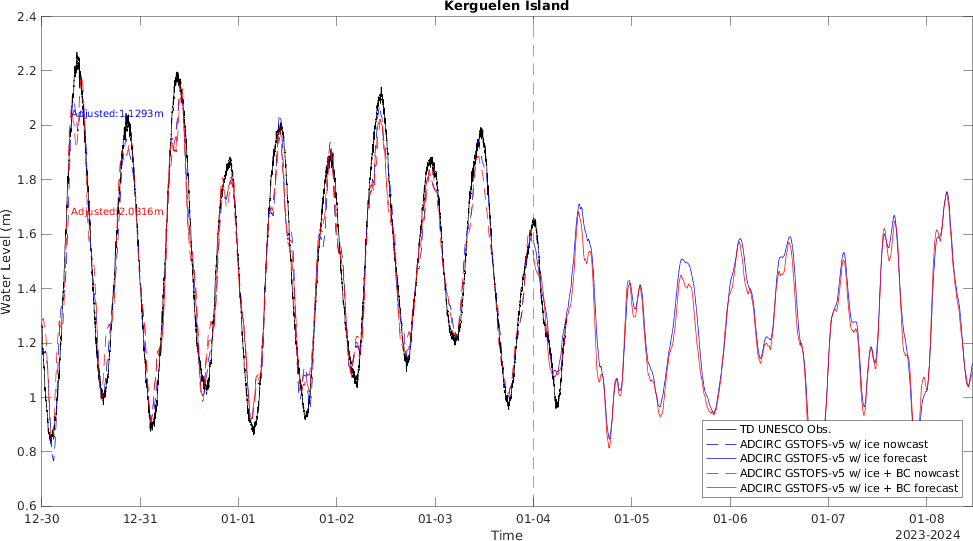 Kerguelen Island
2.4
2.2
2
1.8
1.6
1.4
1.2
1
0.8
0.6
Water Level (m)
Adjusted:1.1293m
Adjusted:2.0816m
TD UNESCO Obs.
ADCIRC GSTOFS-v5 w/ ice nowcast
ADCIRC GSTOFS-v5 w/ ice forecast
ADCIRC GSTOFS-v5 w/ ice + BC nowcast
ADCIRC GSTOFS-v5 w/ ice + BC forecast
12-30 12-31 01-01 01-02 01-03 01-04 01-05 01-06 01-07 01-08
Time
2023-2024